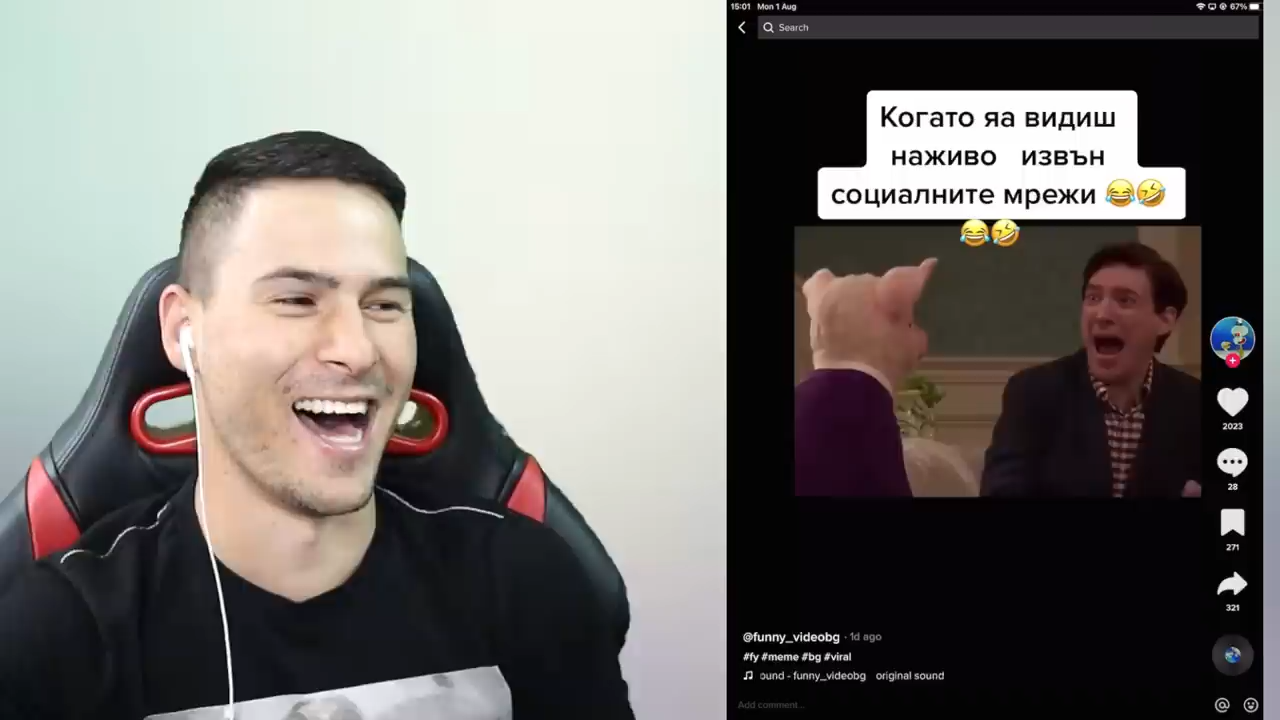 15:01 Mon 1 Aug
67%
Search
Когато яа видиш
наживо извън
социалните мрежи 😂🤣
😂🤣
2023
28
271
321
@funny_videobg · 1d ago
#fy #meme #bg #viral
ound - funny_videobg original sound
Add comment...